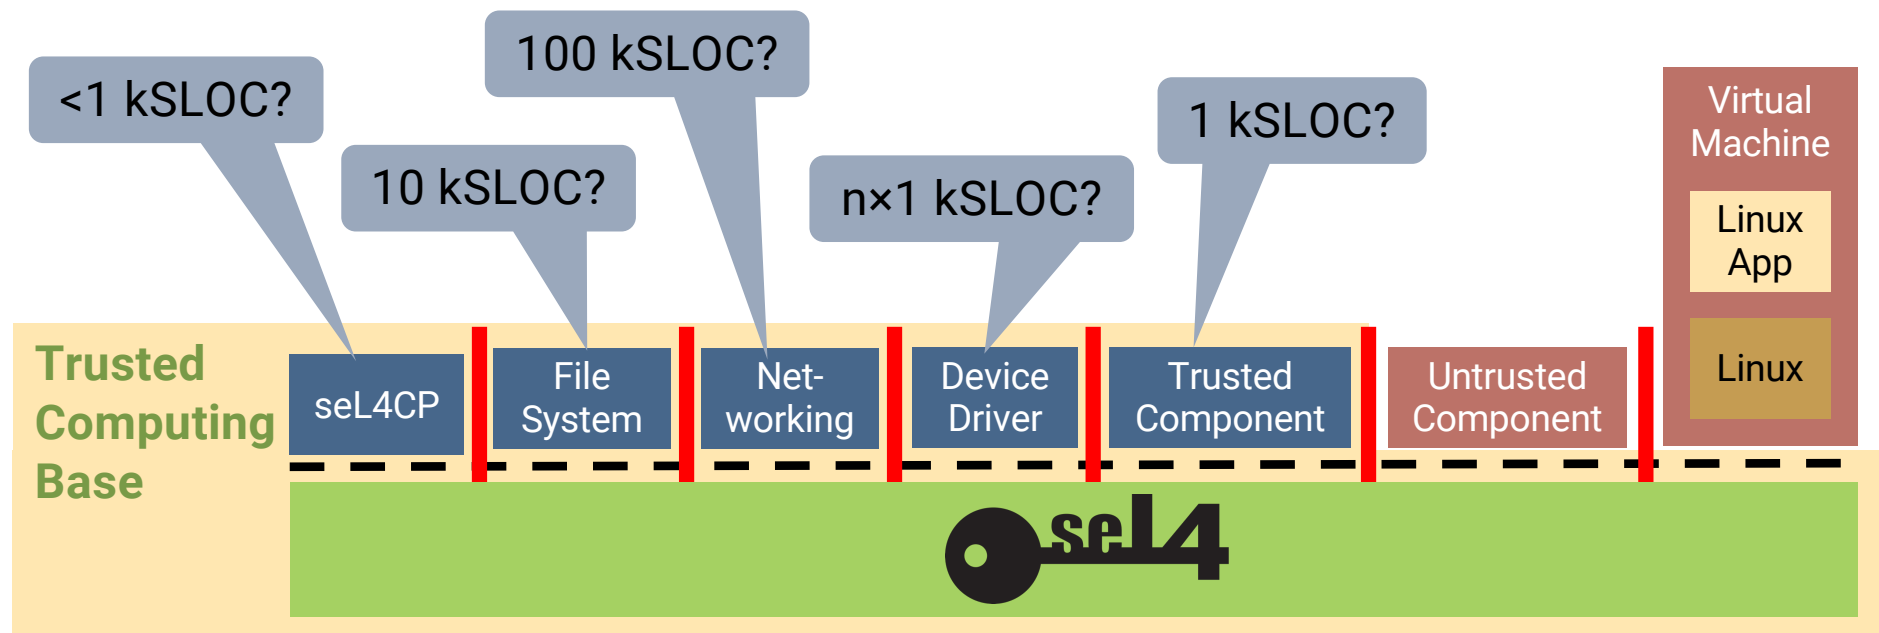 <1 kSLOC?
10 kSLOC?
100 kSLOC?
n×1 kSLOC?
1 kSLOC?
Virtual
Machine
Linux
App
Linux
Trusted
Computing
Base
seL4CP
File
System
Net-
working
Device
Driver
Trusted
Component
Untrusted
Component
seL4